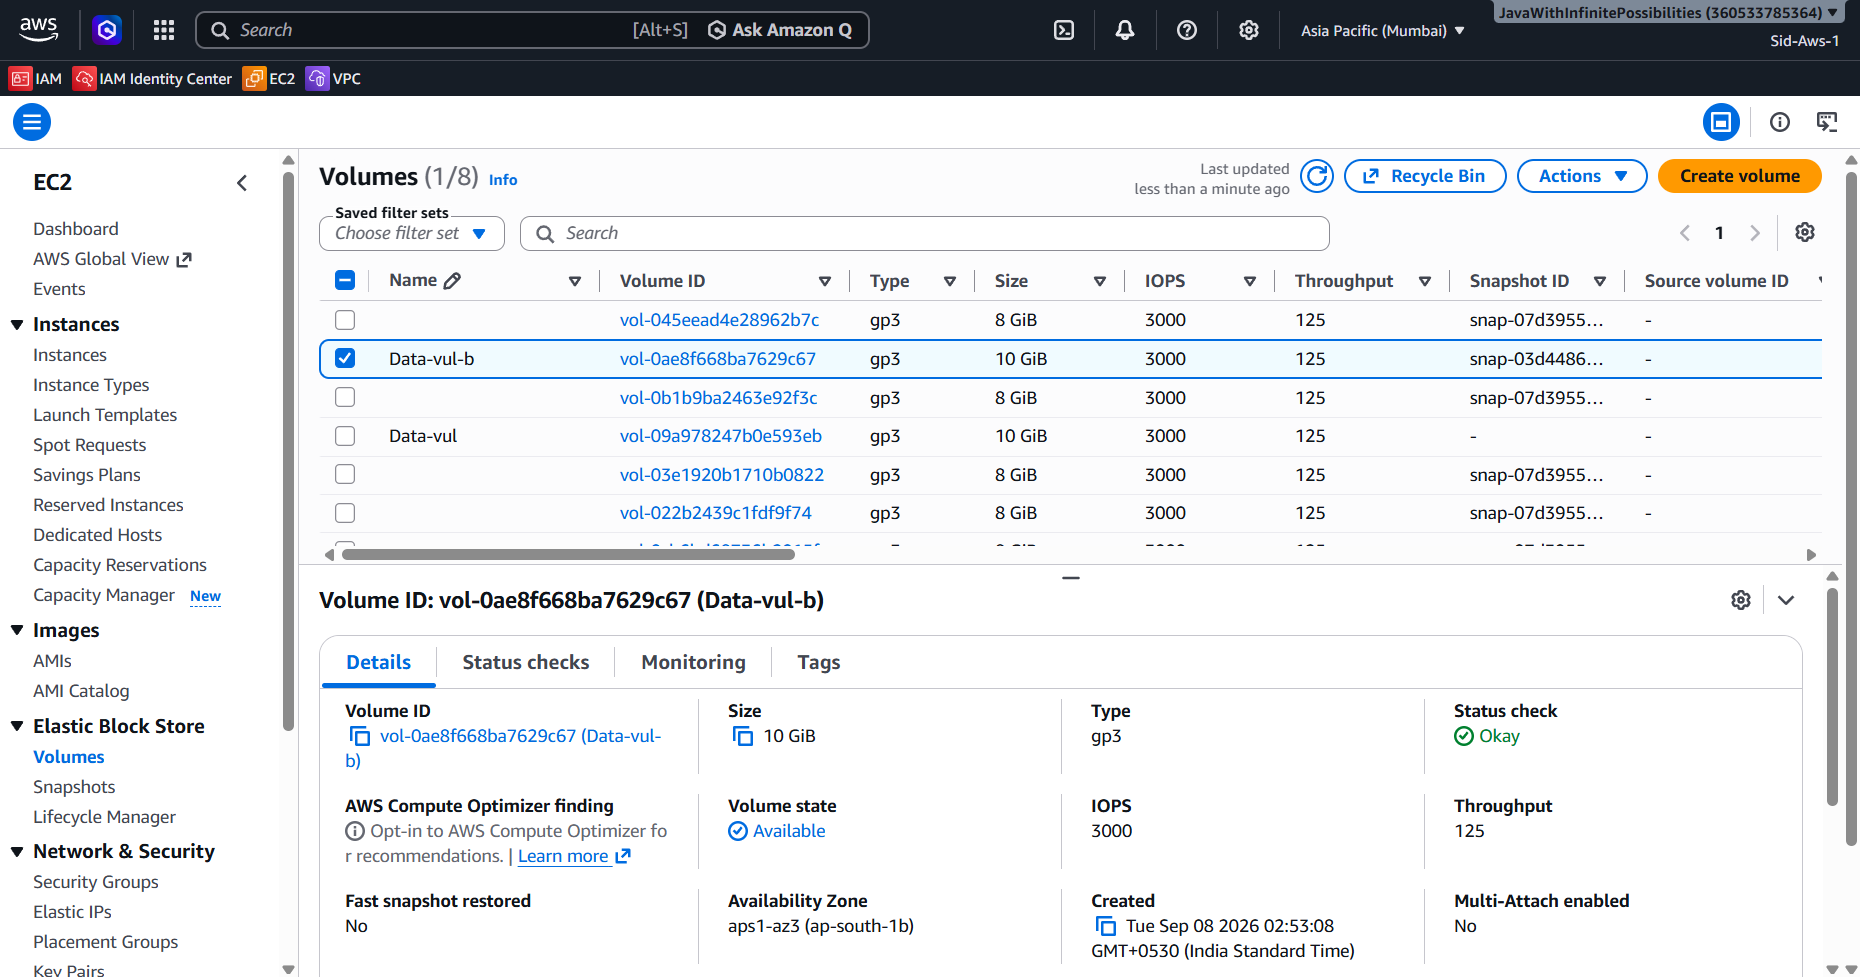 aws
Search [Alt+S] Ask Amazon Q
Asia Pacific (Mumbai)
JavaWithInfinitePossibilities (360533785364)
Sid-Aws-1
IAM IAM Identity Center EC2 VPC
EC2
Dashboard
AWS Global View
Events
Instances
Instances
Instance Types
Launch Templates
Spot Requests
Savings Plans
Reserved Instances
Dedicated Hosts
Capacity Reservations
Capacity Manager New
Images
AMIs
AMI Catalog
Elastic Block Store
Volumes
Snapshots
Lifecycle Manager
Network & Security
Security Groups
Elastic IPs
Placement Groups
Key Pairs
Volumes (1/8) Info
Last updated
less than a minute ago
Recycle Bin
Actions
Create volume
Saved filter sets
Choose filter set
Search
1
Name Volume ID Type Size IOPS Throughput Snapshot ID Source volume ID
vol-045eead4e28962b7c gp3 8 GiB 3000 125 snap-07d3955... -
Data-vul-b vol-0ae8f668ba7629c67 gp3 10 GiB 3000 125 snap-03d4486... -
vol-0b1b9ba2463e92f3c gp3 8 GiB 3000 125 snap-07d3955... -
Data-vul vol-09a978247b0e593eb gp3 10 GiB 3000 125 - -
vol-03e1920b1710b0822 gp3 8 GiB 3000 125 snap-07d3955... -
vol-022b2439c1fdf9f74 gp3 8 GiB 3000 125 snap-07d3955... -
Volume ID: vol-0ae8f668ba7629c67 (Data-vul-b)
Details Status checks Monitoring Tags
Volume ID
vol-0ae8f668ba7629c67 (Data-vul-
b)
Size
10 GiB
Type
gp3
Status check
Okay
AWS Compute Optimizer finding
Opt-in to AWS Compute Optimizer fo
r recommendations. | Learn more
Volume state
Available
IOPS
3000
Throughput
125
Fast snapshot restored
No
Availability Zone
aps1-az3 (ap-south-1b)
Created
Tue Sep 08 2026 02:53:08
GMT+0530 (India Standard Time)
Multi-Attach enabled
No